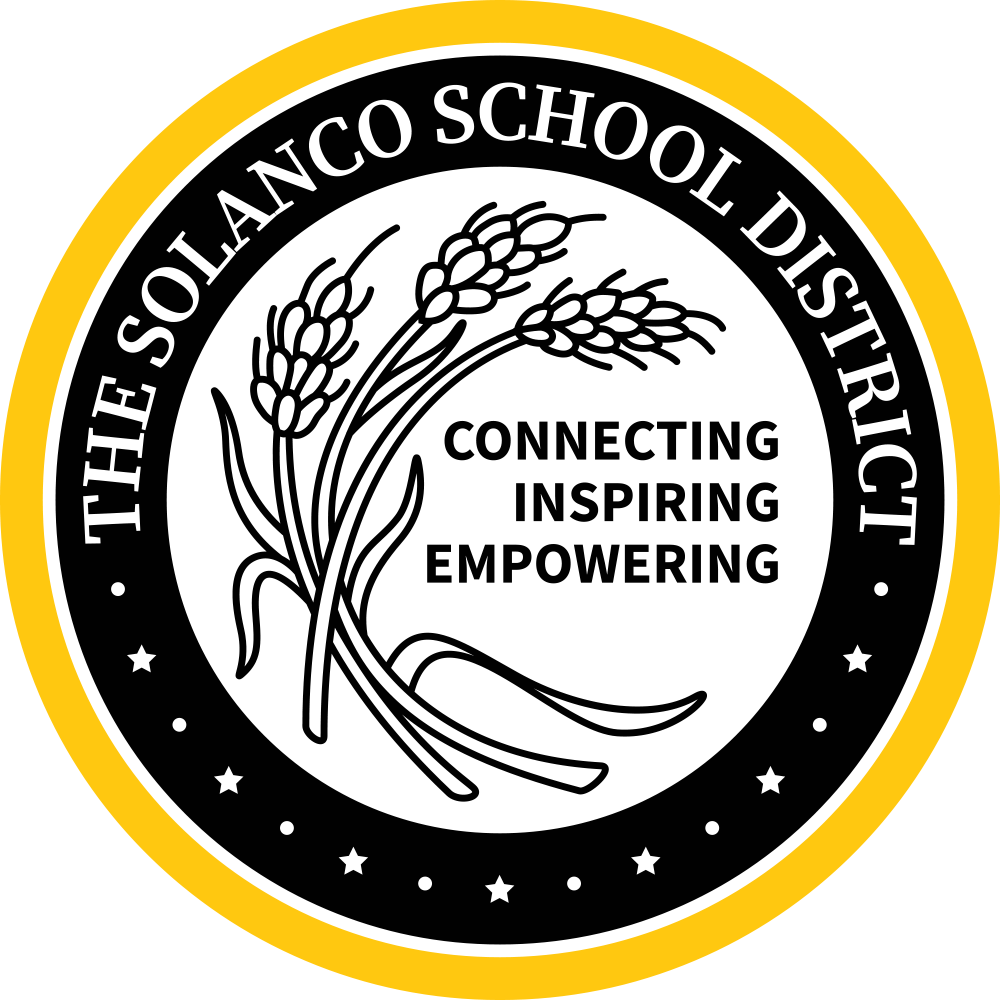 THE SOLANCO SCHOOL DISTRICT
CONNECTING
INSPIRING
EMPOWERING